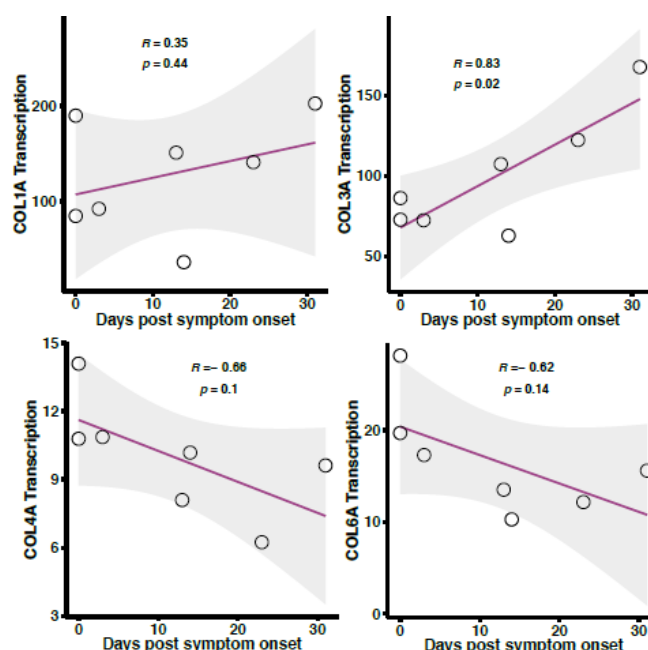 R = 0.35
p = 0.44
COL1A Transcription
200
100
0
10
20
30
Days post symptom onset
R = 0.83
p = 0.02
COL3A Transcription
150
100
50
0
10
20
30
Days post symptom onset
R = − 0.66
p = 0.1
COL4A Transcription
15
12
9
6
3
0
10
20
30
Days post symptom onset
R = − 0.62
p = 0.14
COL6A Transcription
20
10
0
0
10
20
30
Days post symptom onset